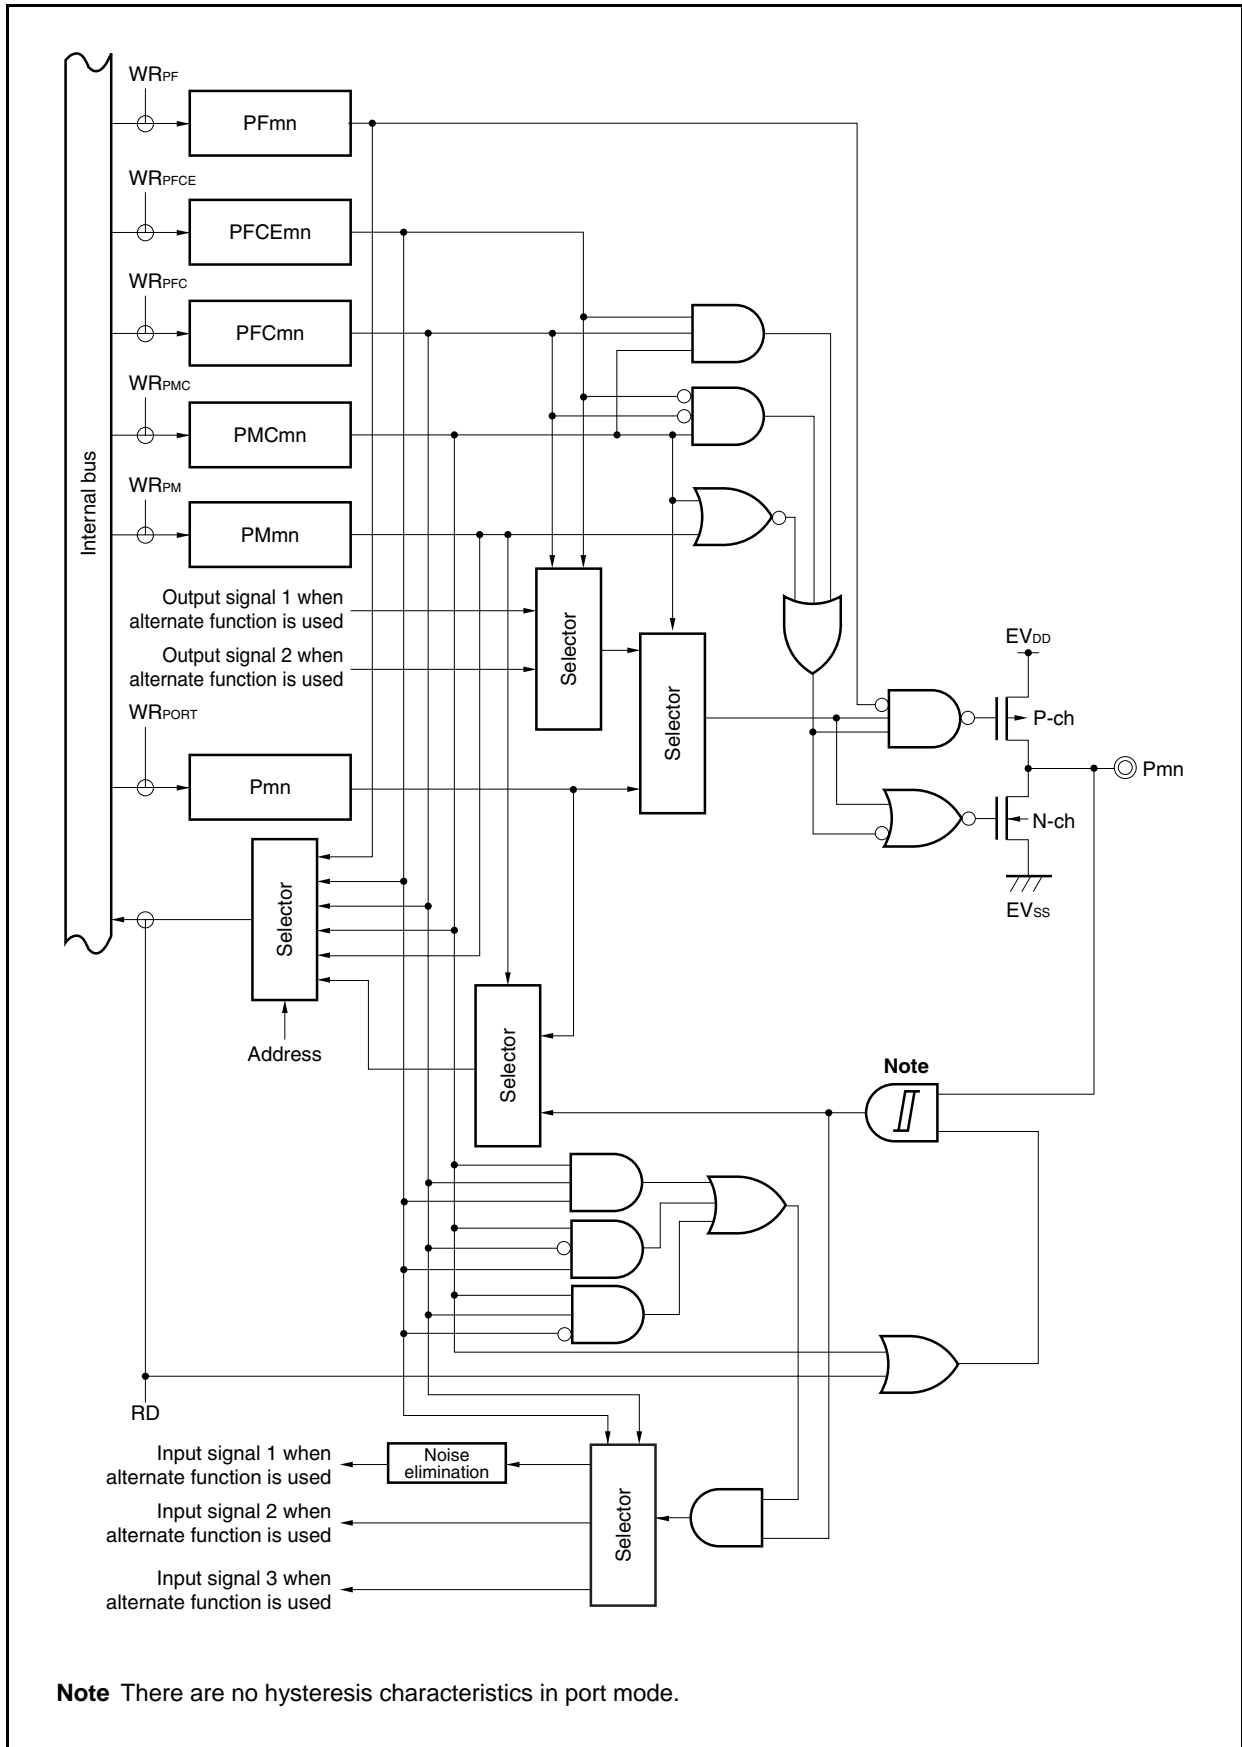 WRPF
PFmn
WRPFCE
PFCEmn
WRPFC
PFCmn
WRPMC
PMCmn
WRPM
PMmn
Internal bus
Output signal 1 when
alternate function is used
Output signal 2 when
alternate function is used
Selector
Selector
EVDD
P-ch
Pmn
N-ch
EVSS
WRPORT
Pmn
Selector
Address
Selector
Note
RD
Input signal 1 when
alternate function is used
Noise
elimination
Input signal 2 when
alternate function is used
Input signal 3 when
alternate function is used
Selector
Note There are no hysteresis characteristics in port mode.